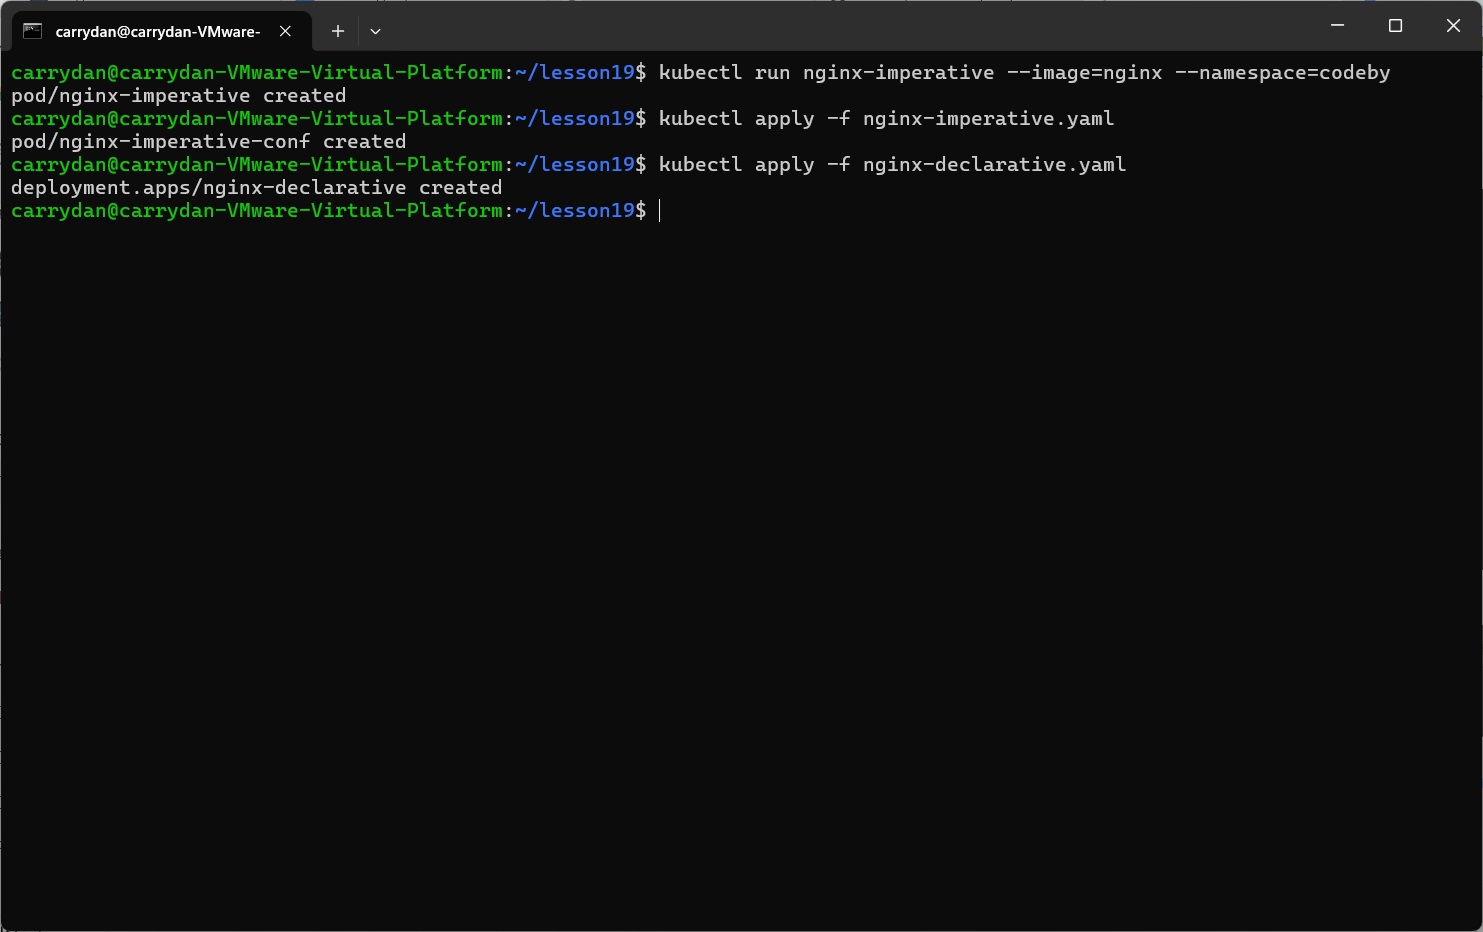 carrydan@carrydan-VMware-
carrydan@carrydan-VMware-Virtual-Platform:~/lesson19$ kubectl run nginx-imperative --image=nginx --namespace=codeby
pod/nginx-imperative created
carrydan@carrydan-VMware-Virtual-Platform:~/lesson19$ kubectl apply -f nginx-imperative.yaml
pod/nginx-imperative-conf created
carrydan@carrydan-VMware-Virtual-Platform:~/lesson19$ kubectl apply -f nginx-declarative.yaml
deployment.apps/nginx-declarative created
carrydan@carrydan-VMware-Virtual-Platform:~/lesson19$